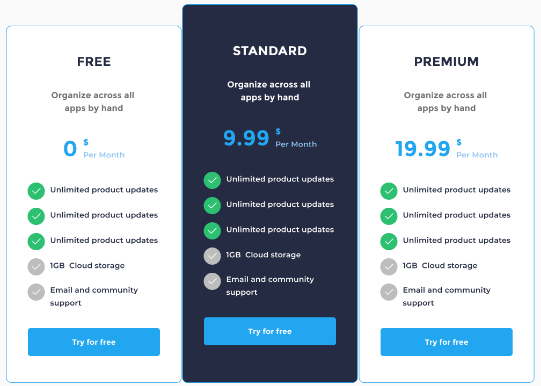 FREE
Organize across all
apps by hand
0 $
Per Month
Unlimited product updates
Unlimited product updates
Unlimited product updates
1GB Cloud storage
Email and community
support
Try for free
STANDARD
Organize across all
apps by hand
9.99 $
Per Month
Unlimited product updates
Unlimited product updates
Unlimited product updates
1GB Cloud storage
Email and community
support
Try for free
PREMIUM
Organize across all
apps by hand
19.99 $
Per Month
Unlimited product updates
Unlimited product updates
Unlimited product updates
1GB Cloud storage
Email and community
support
Try for free